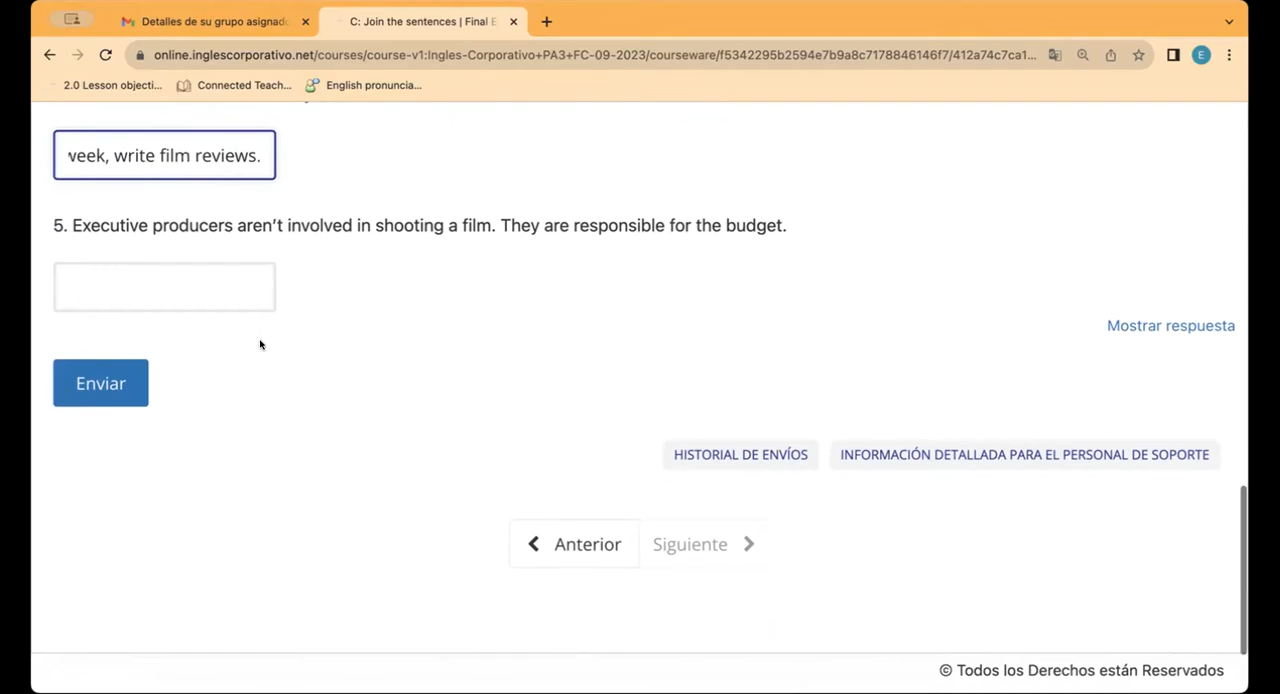 Detalles de su grupo asignad
C: Join the sentences | Final E
online.inglescorporativo.net/courses/course-v1:Ingles-Corporativo+PA3+FC-09-2023/courseware/f5342295b2594e7b9a8c7178846146f7/412a74c7ca1...
E
2.0 Lesson objecti...
Connected Teach...
English pronuncia...
week, write film reviews.
5. Executive producers aren’t involved in shooting a film. They are responsible for the budget.
Mostrar respuesta
Enviar
HISTORIAL DE ENVÍOS
INFORMACIÓN DETALLADA PARA EL PERSONAL DE SOPORTE
Anterior
Siguiente
© Todos los Derechos están Reservados